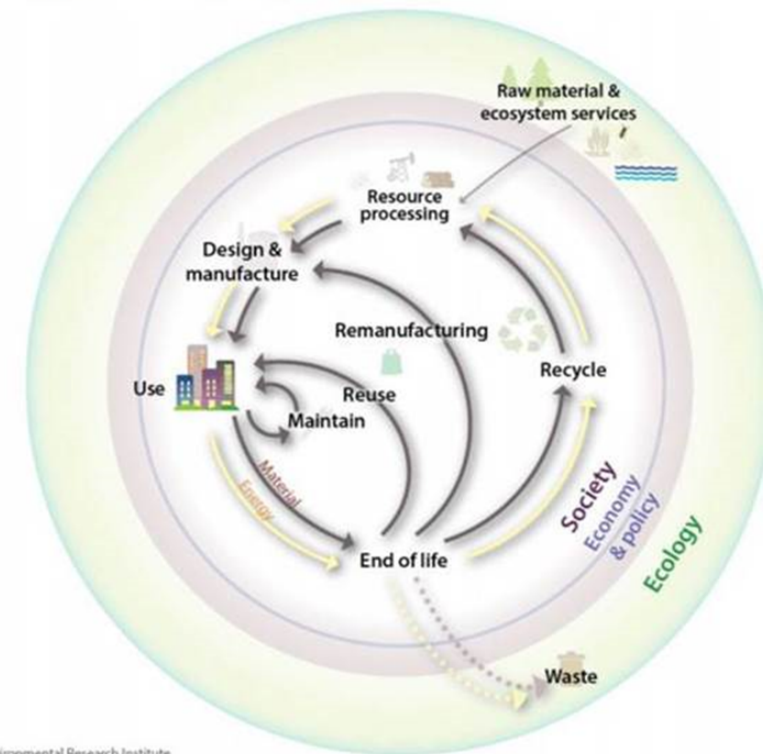 Raw material &
ecosystem services
Resource
processing
Design &
manufacture
Remanufacturing
Recycle
Use
Reuse
Maintain
Material
Energy
Society
Economy
& policy
Ecology
End of life
Waste
Research Institute